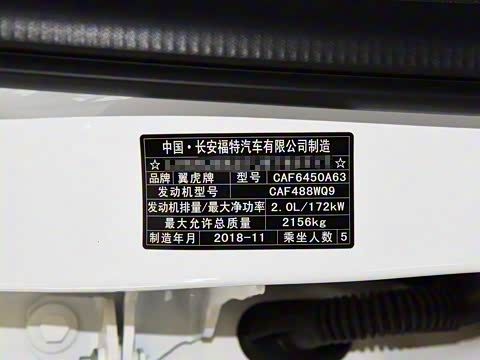 中国·长安福特汽车有限公司制造
☆ ☆
品牌 翼虎牌 型号 CAF6450A63
发动机型号 CAF488WQ9
发动机排量/最大净功率 2.0L/172kW
最大允许总质量 2156kg
制造年月 2018-11 乘坐人数 5